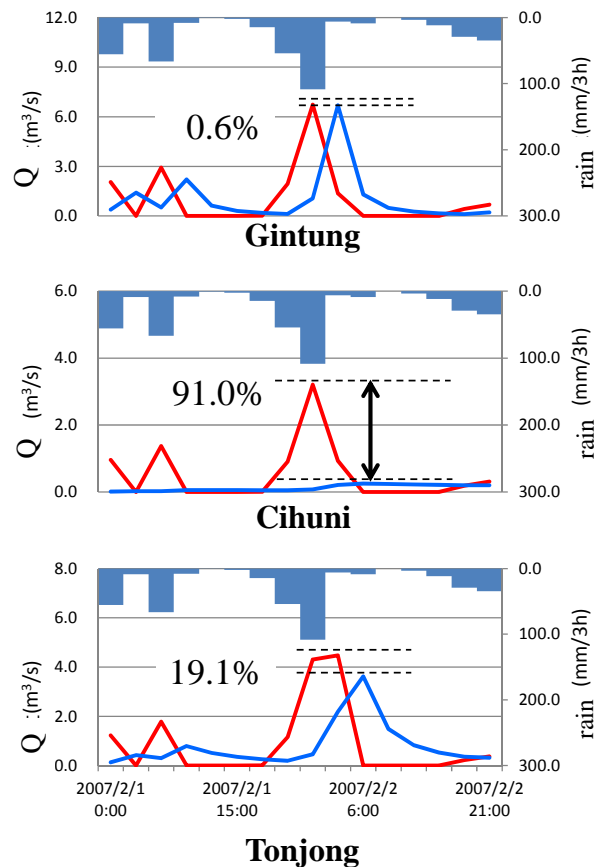 12.0
9.0
6.0
3.0
0.0
Q :(m³/s)
0.6%
0.0
100.0
200.0
300.0
rain (mm/3h)
Gintung
6.0
4.0
2.0
0.0
Q (m³/s)
91.0%
0.0
100.0
200.0
300.0
rain (mm/3h)
Cihuni
8.0
6.0
4.0
2.0
0.0
Q :(m³/s)
19.1%
0.0
100.0
200.0
300.0
rain (mm/3h)
2007/2/1 2007/2/1 2007/2/2 2007/2/2
0:00 15:00 6:00 21:00
Tonjong